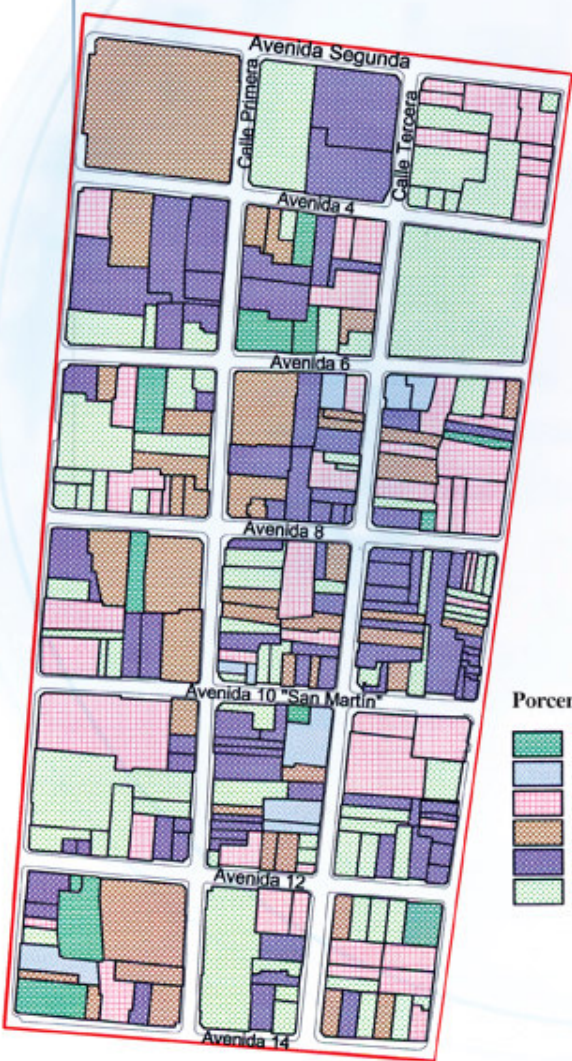 Avenida Segunda
Calle Primera
Calle Tercera
Avenida 4
Avenida 6
Avenida 8
Avenida 10 "San Martín"
Porcen
Avenida 12
Avenida 14